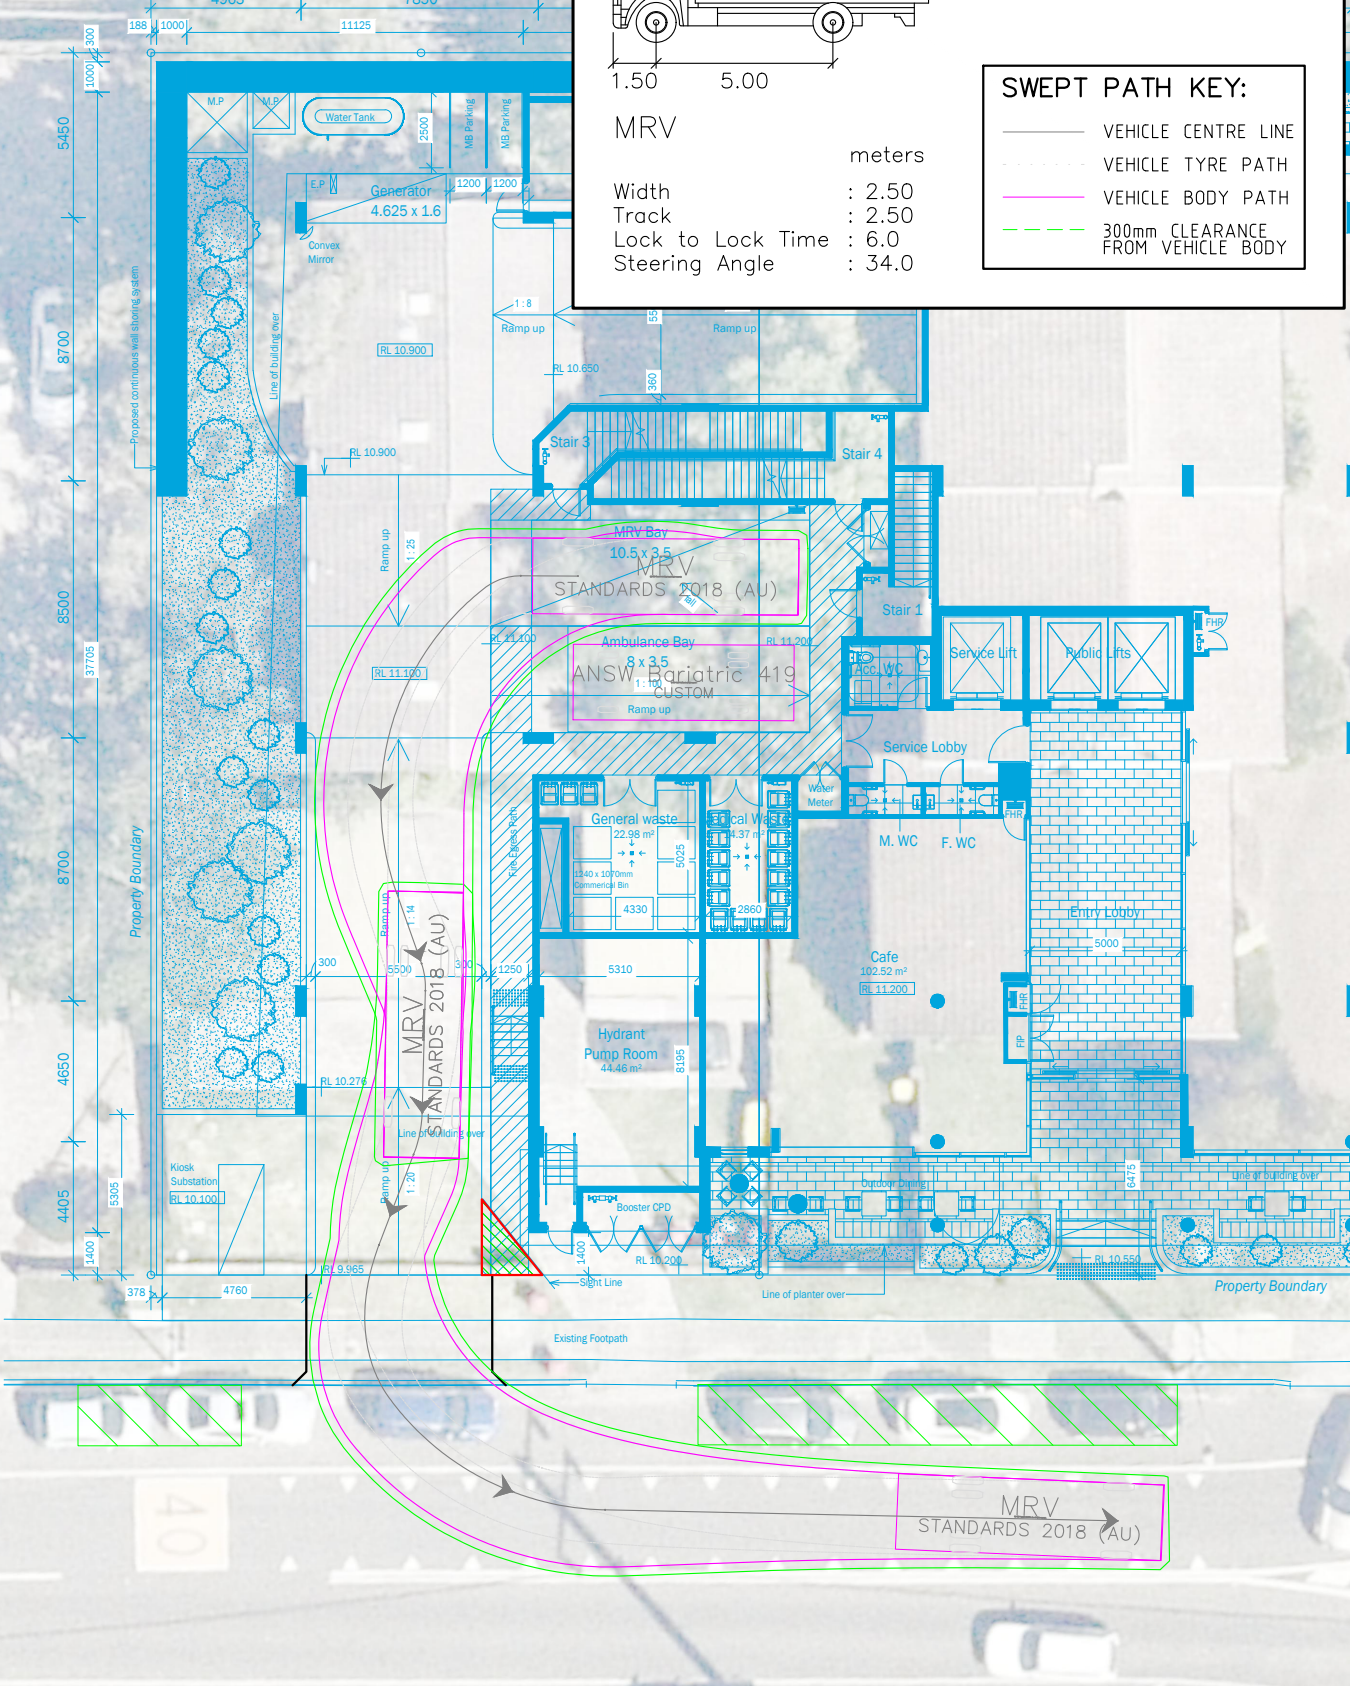 188
1000
11125
300
1000
5450
8700
8500
37705
8700
4650
4405
5305
1400
1.50
5.00
MRV
meters
Width : 2.50
Track : 2.50
Lock to Lock Time : 6.0
Steering Angle : 34.0
SWEPT PATH KEY:
VEHICLE CENTRE LINE
VEHICLE TYRE PATH
VEHICLE BODY PATH
300mm CLEARANCE
FROM VEHICLE BODY
M.P
M.P
Water Tank
2500
MB Parking
MB Parking
E.P
Generator
4.625 x 1.6
1200
1200
Convex
Mirror
Proposed continuous wall shoring system
Line of building over
1 : 8
Ramp up
Ramp up
RL 10.900
RL 10.650
360
RL 10.900
Stair 3
Stair 4
Ramp up
1 : 25
MRV Bay
10.5 x 3.5
MRV
STANDARDS 2018 (AU)
fall
Stair 1
FHR
RL 11.100
RL 11.200
Ambulance Bay
8 x 3.5
ANSW Bariatric 419
1 : 100
CUSTOM
Ramp up
RL 11.100
Acc. WC
Service Lift
Public Lifts
Service Lobby
Water
Meter
M. WC
F. WC
FHR
General waste
22.98 m²
5025
1240 x 1070mm
Commerical Bin
4330
2860
Fire Egress Path
Property Boundary
Ramp up
1 : 14
MRV
STANDARDS 2018 (AU)
300
5500
300
1250
5310
Entry Lobby
5000
Cafe
102.52 m²
RL 11.200
FHR
FIP
Hydrant
Pump Room
44.46 m²
8195
RL 10.276
Line of building over
Kiosk
Substation
RL 10.100
Ramp up
1 : 20
Booster CPD
1400
RL 10.200
Outdoor Dining
6475
Line of building over
RL 10.550
RL 9.965
Sight Line
378
4760
Line of planter over
Property Boundary
Existing Footpath
40
MRV
STANDARDS 2018 (AU)